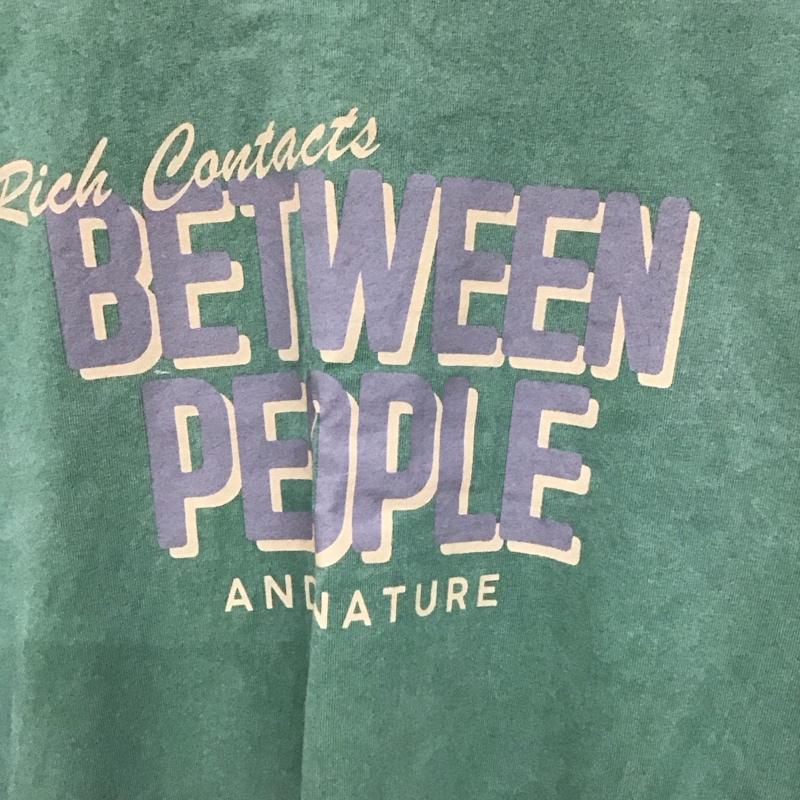 Rich Contacts
BETWEEN
PEOPLE
AND NATURE